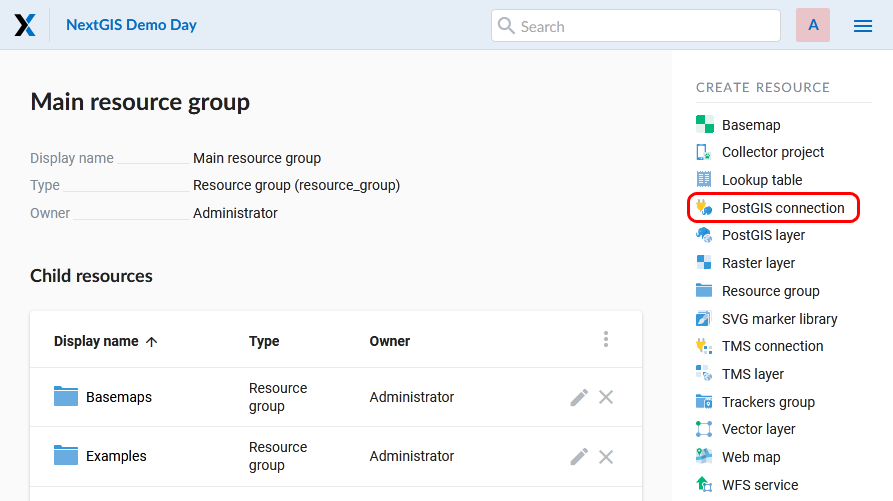 NextGIS Demo Day
Search
A
Main resource group
Display name Main resource group
Type Resource group (resource_group)
Owner Administrator
Child resources
Display name Type Owner
Basemaps Resource group Administrator
Examples Resource group Administrator
CREATE RESOURCE
Basemap
Collector project
Lookup table
PostGIS connection
PostGIS layer
Raster layer
Resource group
SVG marker library
TMS connection
TMS layer
Trackers group
Vector layer
Web map
WFS service